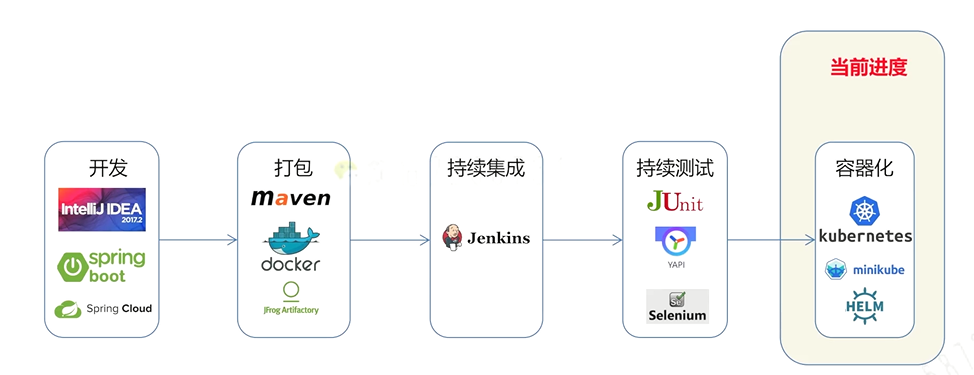 当前进度
开发
打包
持续集成
持续测试
容器化
IntelliJ IDEA
2017.2
spring
boot
Spring Cloud
maven
docker
JFrog Artifactory
Jenkins
JUnit
YAPI
Se
Selenium
kubernetes
minikube
HELM